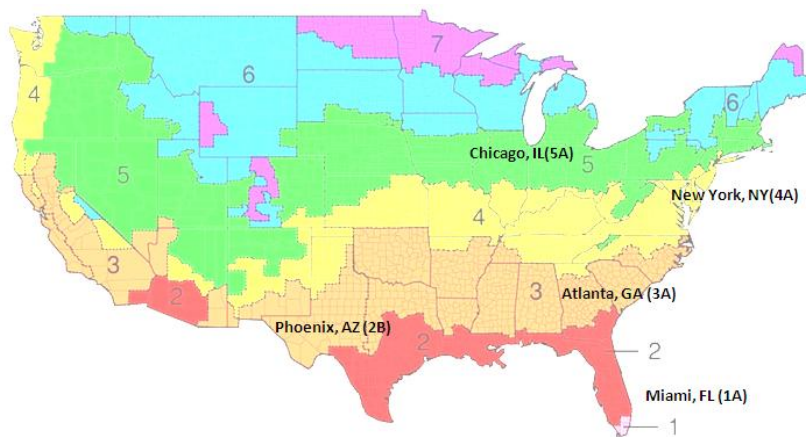 7
6
4
6
Chicago, IL(5A)
5
5
New York, NY(4A)
4
3
3
Atlanta, GA (3A)
2
Phoenix, AZ (2B)
2
2
Miami, FL (1A)
1